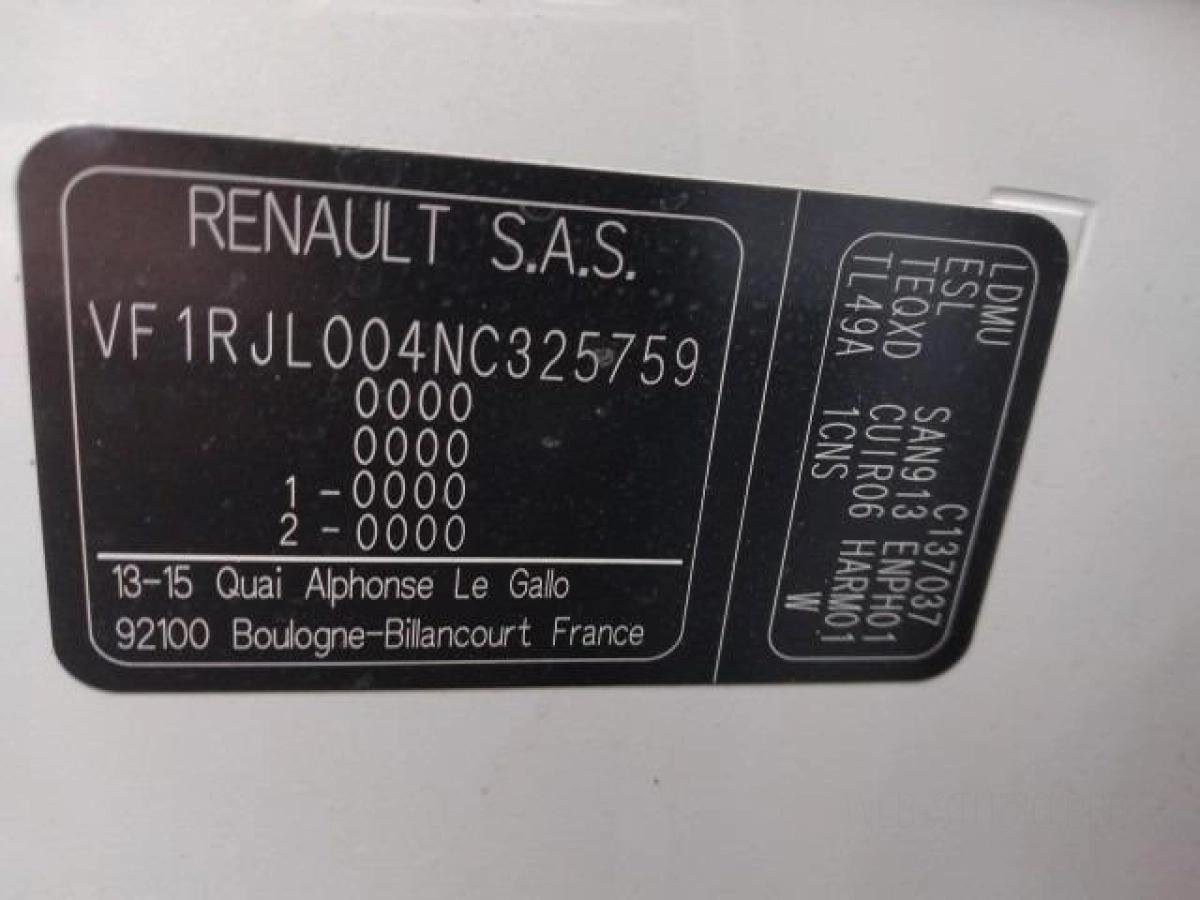 RENAULT S.A.S.
VF1RJL004NC325759
0000
0000
1-0000
2-0000
13-15 Quai Alphonse Le Gallo
92100 Boulogne-Billancourt France
LDMU C137037
ESL SAN913 ENPH01
TEQXD CUIR06 HARM01
TL49A 1CNS W